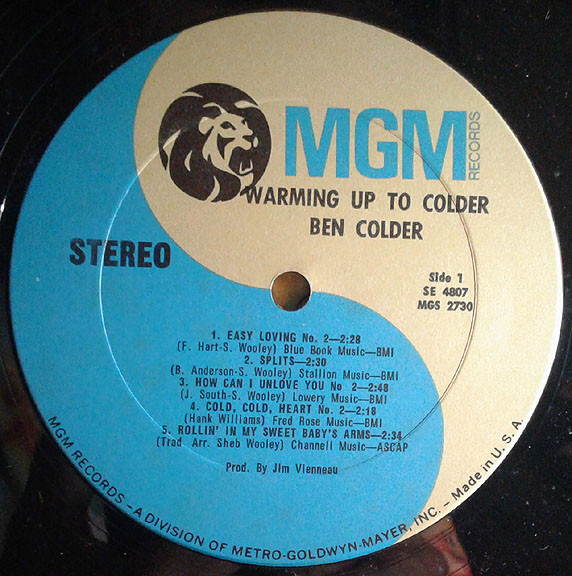 MGM
RECORDS
WARMING UP TO COLDER
BEN COLDER
STEREO
Side 1
SE 4807
MGS 2730
1. EASY LOVING No. 2—2:28
(F. Hart-S. Wooley) Blue Book Music—BMI
2. SPLITS—2:30
(B. Anderson-S. Wooley) Stallion Music—BMI
3. HOW CAN I UNLOVE YOU No 2—2:48
(J. South-S. Wooley) Lowery Music—BMI
4. COLD, COLD, HEART No. 2—2:18
(Hank Williams) Fred Rose Music—BMI
5. ROLLIN' IN MY SWEET BABY'S ARMS—2:34
(Trad Arr. Sheb Wooley) Channell Music—ASCAP
Prod. By Jim Vienneau
MGM RECORDS – A DIVISION OF METRO-GOLDWYN-MAYER, INC. – Made in U. S. A.